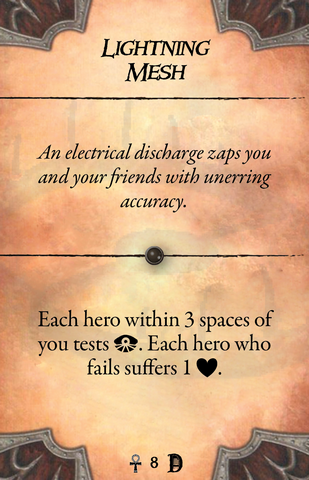 LIGHTNING
MESH
An electrical discharge zaps you
and your friends with unerring
accuracy.
Each hero within 3 spaces of
you tests . Each hero who
fails suffers 1 .
8 D